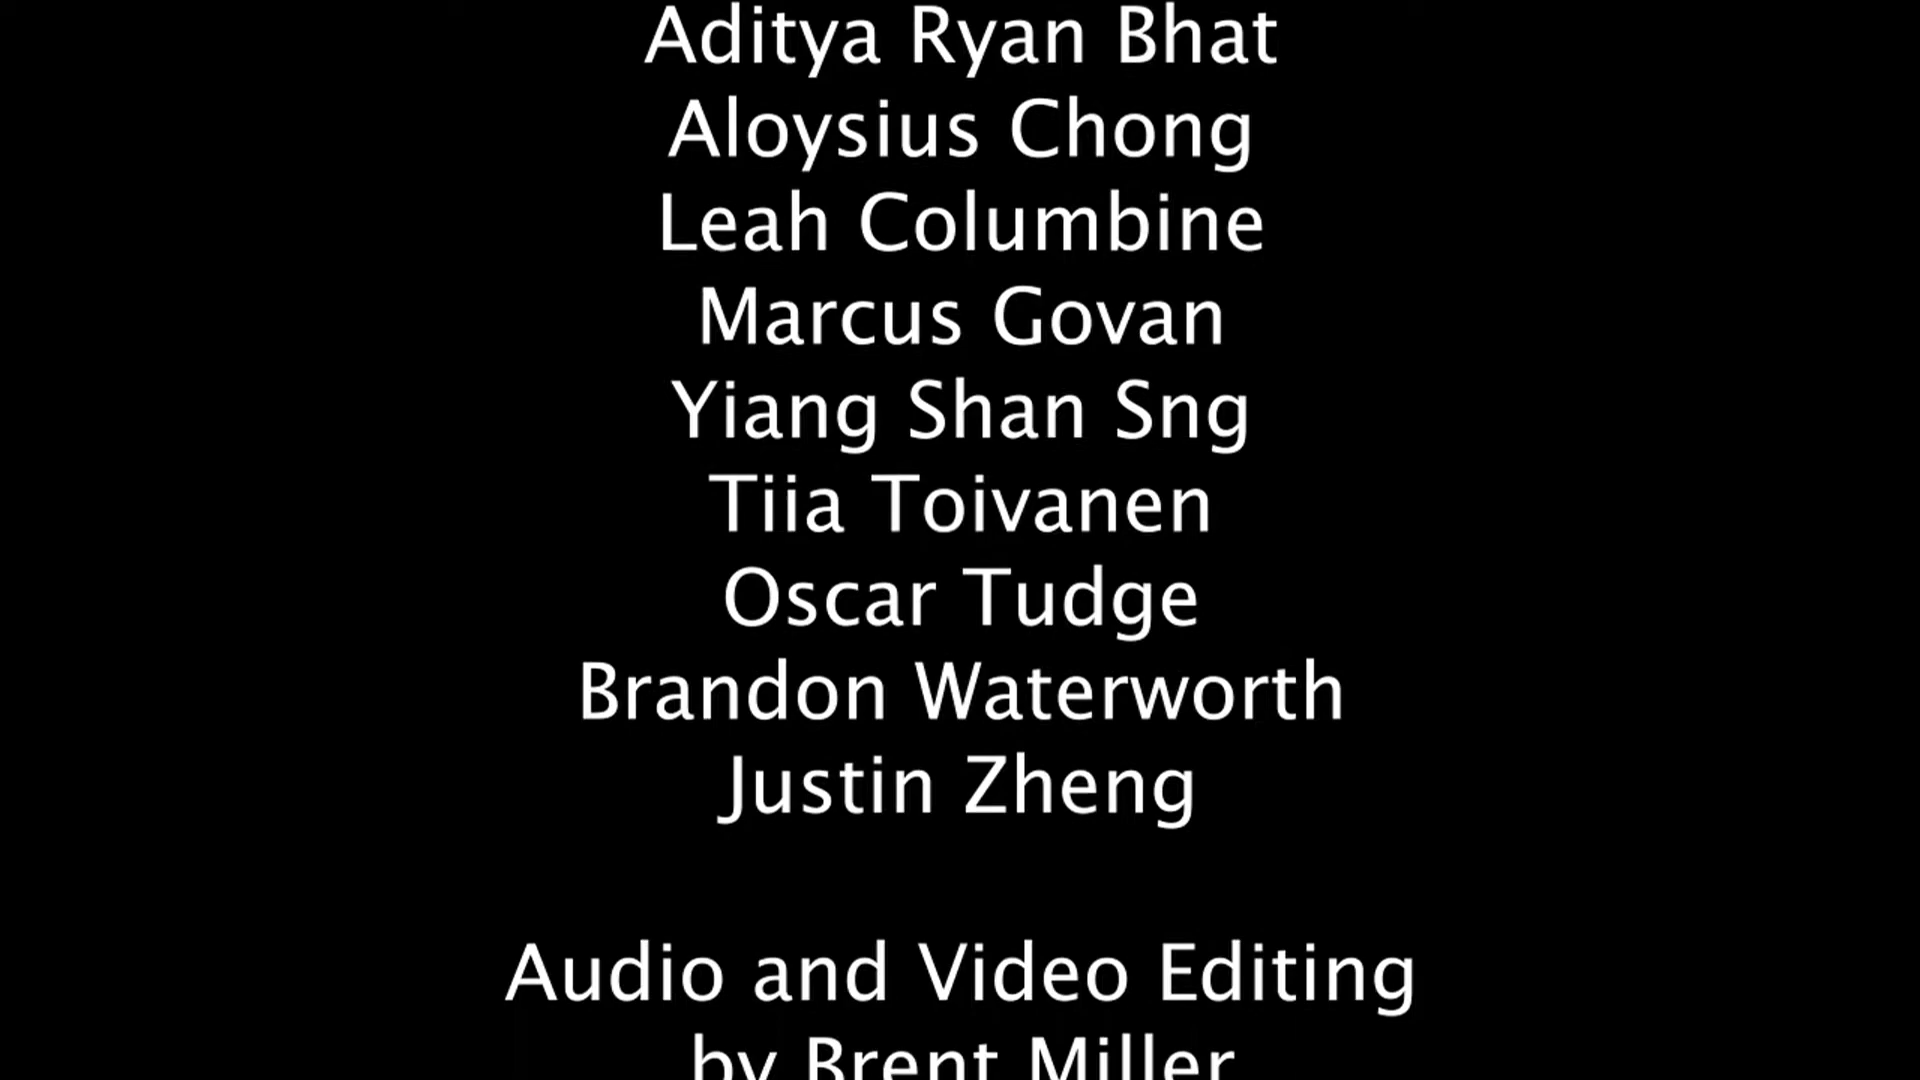 Aditya Ryan Bhat
Aloysius Chong
Leah Columbine
Marcus Govan
Yiang Shan Sng
Tiia Toivanen
Oscar Tudge
Brandon Waterworth
Justin Zheng
Audio and Video Editing
by Brent Miller